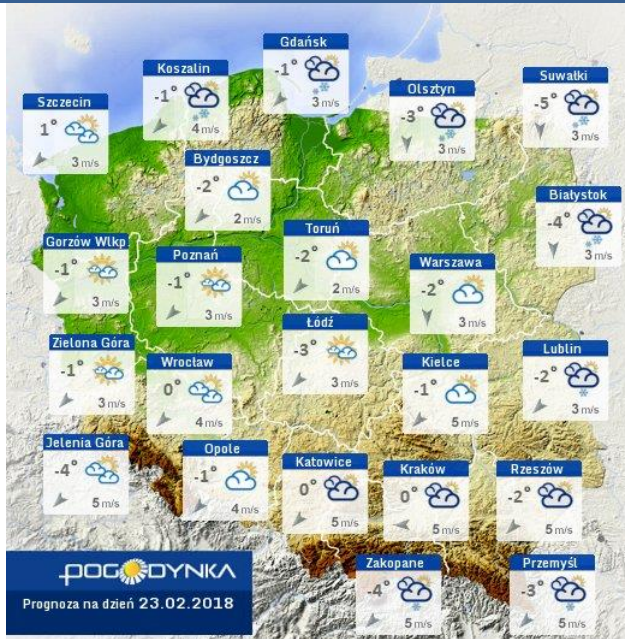 Gdańsk
-1°
3 m/s
Koszalin
-1°
4 m/s
Suwałki
-5°
3 m/s
Olsztyn
-3°
3 m/s
Szczecin
1°
3 m/s
Bydgoszcz
-2°
2 m/s
Białystok
-4°
3 m/s
Toruń
-2°
2 m/s
Gorzów Wlkp
-1°
3 m/s
Poznań
-1°
3 m/s
Warszawa
-2°
3 m/s
Łódź
-3°
3 m/s
Zielona Góra
-1°
3 m/s
Lublin
-2°
3 m/s
Wrocław
0°
4 m/s
Kielce
-1°
5 m/s
Jelenia Góra
-4°
5 m/s
Opole
-1°
4 m/s
Katowice
0°
5 m/s
Kraków
0°
5 m/s
Rzeszów
-2°
5 m/s
Zakopane
-4°
5 m/s
Przemyśl
-3°
5 m/s
POGODYNKA
Prognoza na dzień 23.02.2018